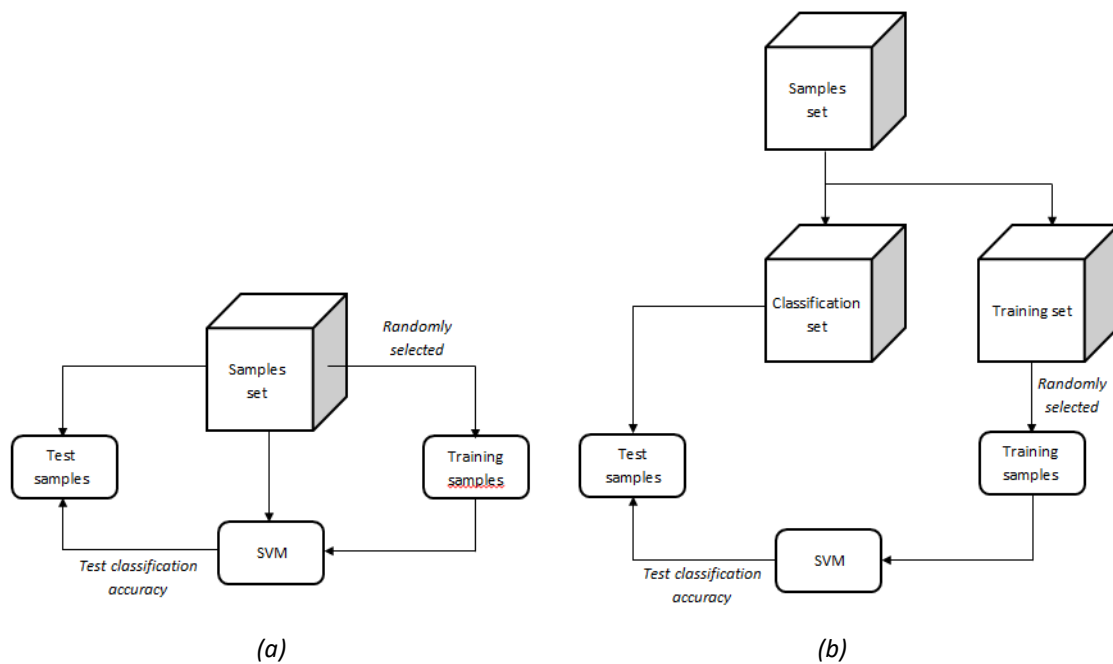 Samples
set
Randomly
selected
Test
samples
Training
samples
SVM
Test classification
accuracy
(a)
Samples
set
Classification
set
Training set
Randomly
selected
Test
samples
Training
samples
SVM
Test classification
accuracy
(b)